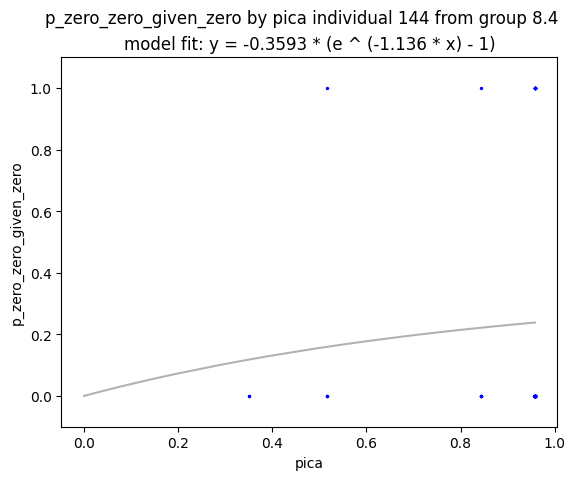 p_zero_zero_given_zero by pica individual 144 from group 8.4
model fit: y = -0.3593 * (e ^ (-1.136 * x) - 1)
1.0
0.8
0.6
0.4
0.2
0.0
p_zero_zero_given_zero
0.0 0.2 0.4 0.6 0.8 1.0
pica